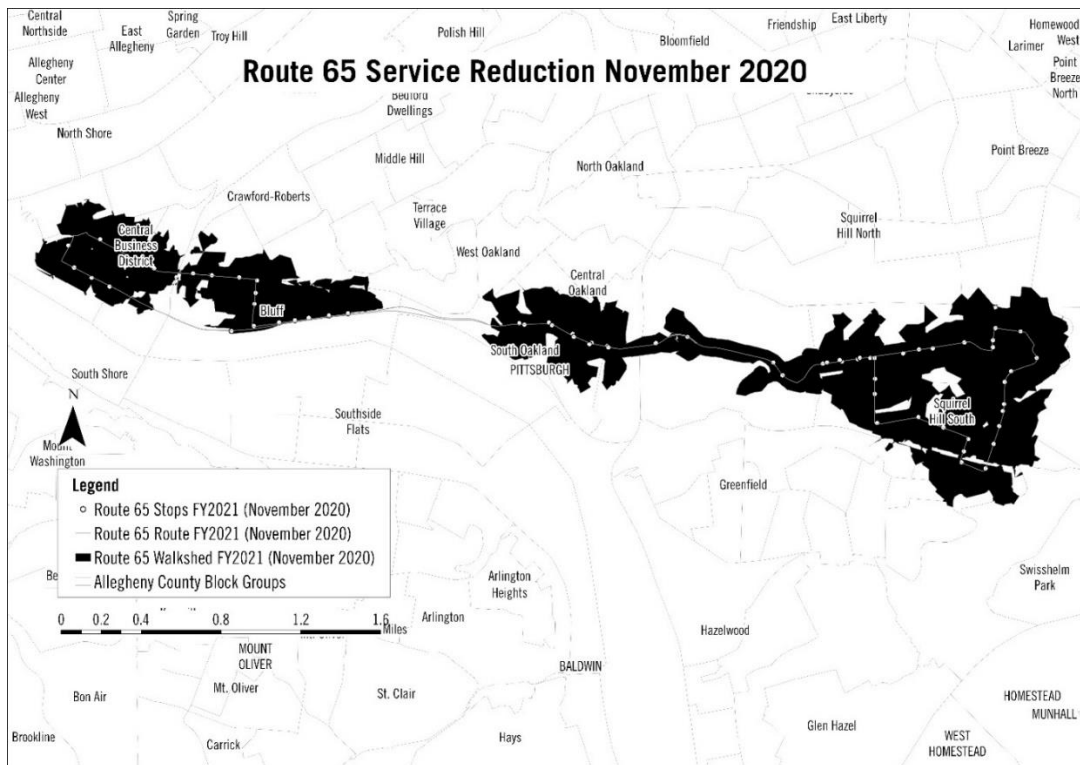 Central
Northside
Spring
Garden
East
Allegheny
Troy Hill
Polish Hill
Friendship
East Liberty
Bloomfield
Homewood
West
Larimer
Point
Breeze
North
Allegheny
Center
Allegheny
West
Route 65 Service Reduction November 2020
Bedford
Dwellings
North Shore
Middle Hill
North Oakland
Point Breeze
Crawford-Roberts
Terrace
Village
Squirrel
Hill North
West Oakland
Central
Business
District
Central
Oakland
Bluff
South Oakland
PITTSBURGH
South Shore
N
Squirrel
Hill South
Southside
Flats
Mount
Washington
Greenfield
Legend
Route 65 Stops FY2021 (November 2020)
Route 65 Route FY2021 (November 2020)
Route 65 Walkshed FY2021 (November 2020)
Allegheny County Block Groups
Arlington
Heights
Swisshelm
Park
0 0.2 0.4 0.8 1.2 1.6
Miles
Arlington
Hazelwood
MOUNT
OLIVER
BALDWIN
Mt. Oliver
St. Clair
Bon Air
HOMESTEAD
MUNHALL
Glen Hazel
Brookline
Carrick
Hays
WEST
HOMESTEAD